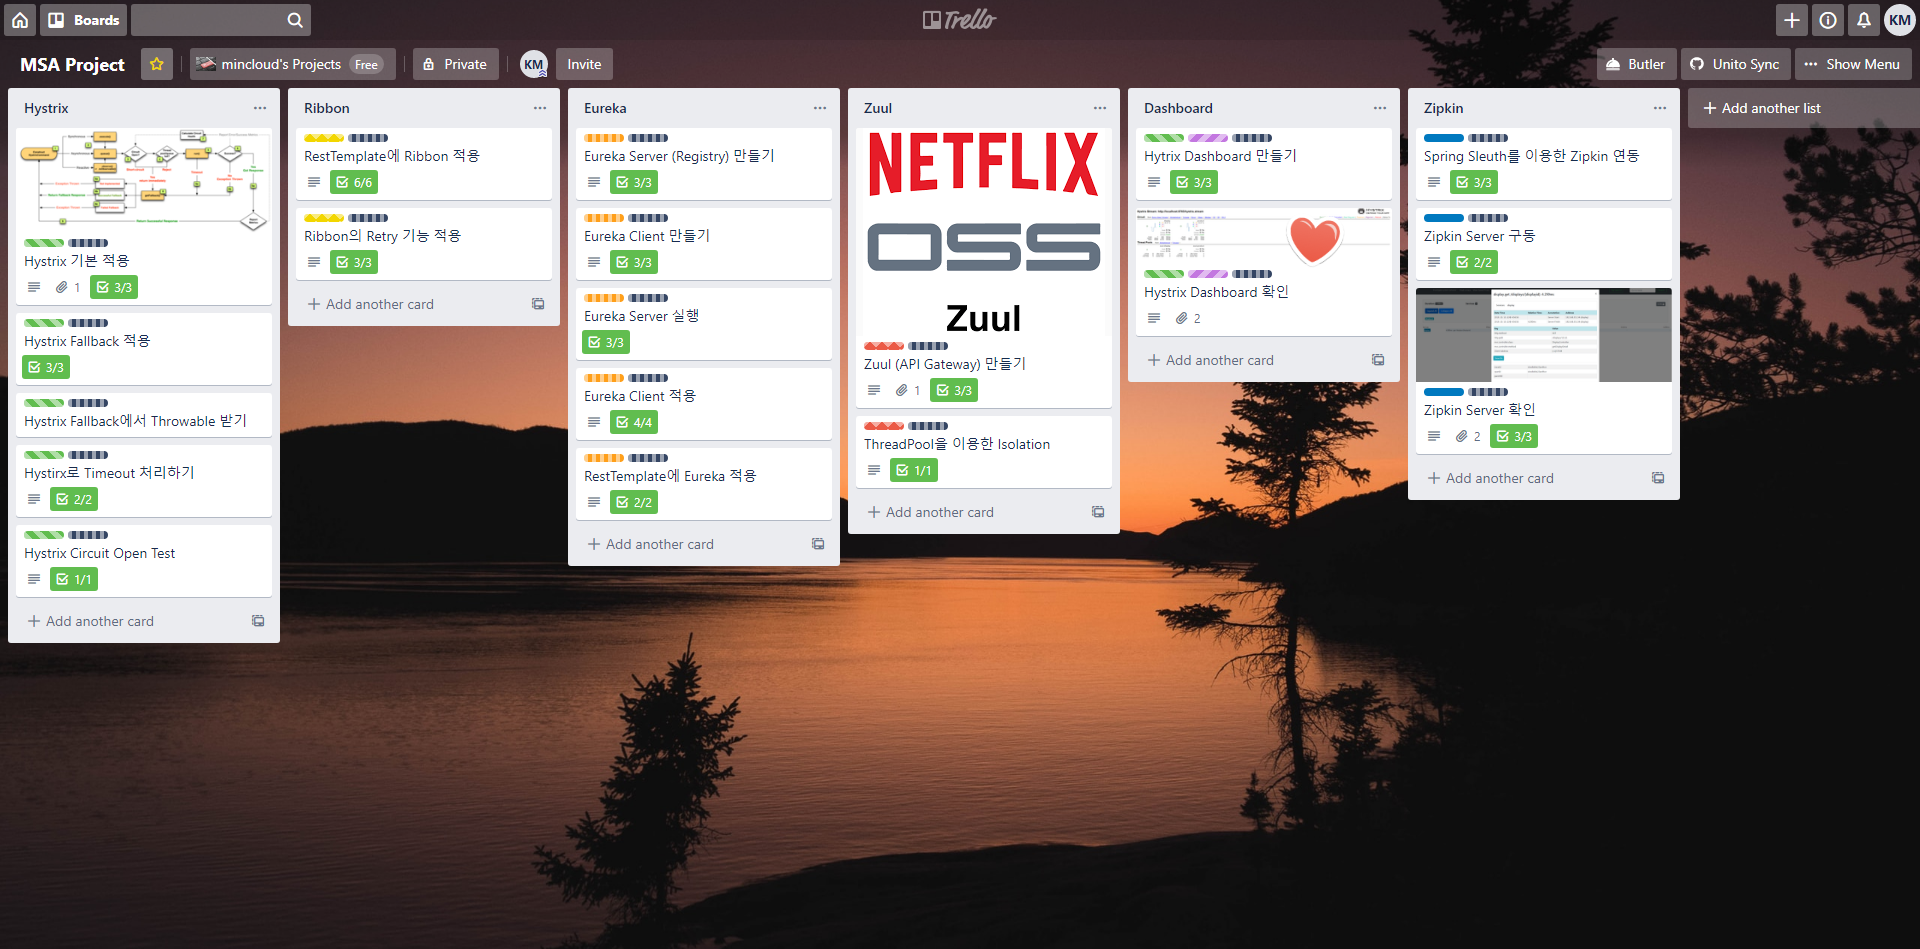 Boards
Trello
KM
MSA Project
mincloud's Projects Free
Private
KM
Invite
Butler
Unito Sync
Show Menu
Hystrix
Hystrix 기본 적용
1
3/3
Hystrix Fallback 적용
3/3
Hystrix Fallback에서 Throwable 받기
Hystirx로 Timeout 처리하기
2/2
Hystrix Circuit Open Test
1/1
Add another card
Ribbon
RestTemplate에 Ribbon 적용
6/6
Ribbon의 Retry 기능 적용
3/3
Add another card
Eureka
Eureka Server (Registry) 만들기
3/3
Eureka Client 만들기
3/3
Eureka Server 실행
3/3
Eureka Client 적용
4/4
RestTemplate에 Eureka 적용
2/2
Add another card
Zuul
NETFLIX
OSS
Zuul
Zuul (API Gateway) 만들기
1
3/3
ThreadPool을 이용한 Isolation
1/1
Add another card
Dashboard
Hytrix Dashboard 만들기
3/3
Hystrix Dashboard 확인
2
Add another card
Zipkin
Spring Sleuth를 이용한 Zipkin 연동
3/3
Zipkin Server 구동
2/2
Zipkin Server 확인
2
3/3
Add another card
Add another list